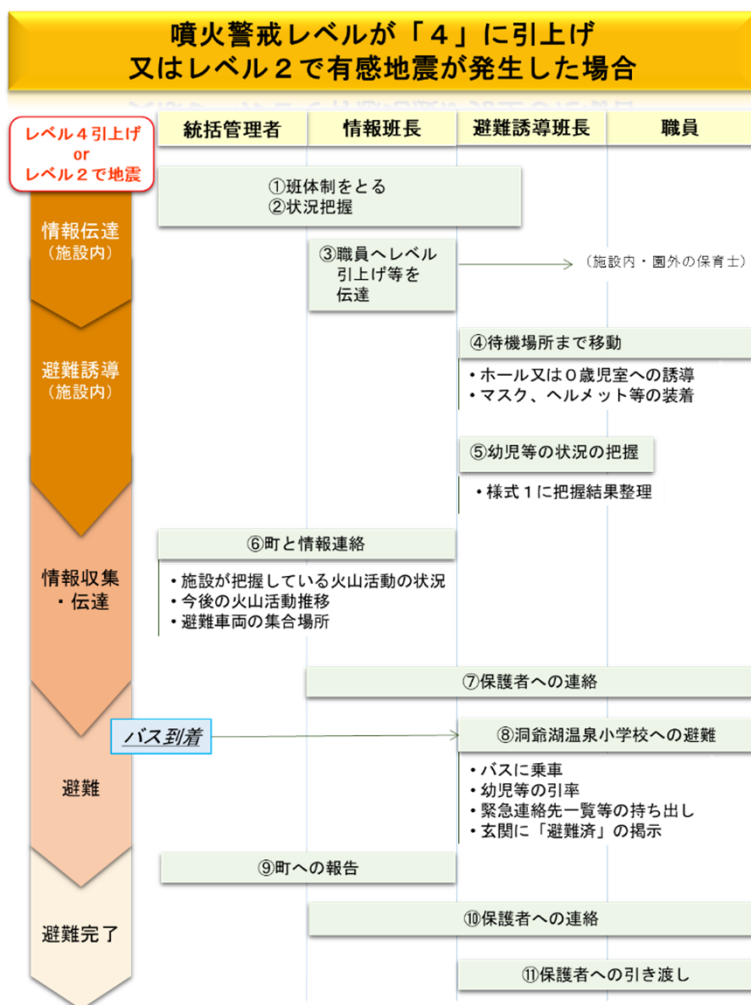 噴火警戒レベルが「４」に引上げ
又はレベル２で有感地震が発生した場合
レベル４引上げ
or
レベル２で地震
統括管理者
情報班長
避難誘導班長
職員
①班体制をとる
②状況把握
情報伝達
（施設内）
③職員へレベル
引上げ等を
伝達
（施設内・園外の保育士）
避難誘導
（施設内）
④待機場所まで移動
・ホール又は０歳児室への誘導
・マスク、ヘルメット等の装着
⑤幼児等の状況の把握
・様式１に把握結果整理
情報収集
・伝達
⑥町と情報連絡
・施設が把握している火山活動の状況
・今後の火山活動推移
・避難車両の集合場所
⑦保護者への連絡
バス到着
⑧洞爺湖温泉小学校への避難
避難
・バスに乗車
・幼児等の引率
・緊急連絡先一覧等の持ち出し
・玄関に「避難済」の掲示
⑨町への報告
避難完了
⑩保護者への連絡
⑪保護者への引き渡し